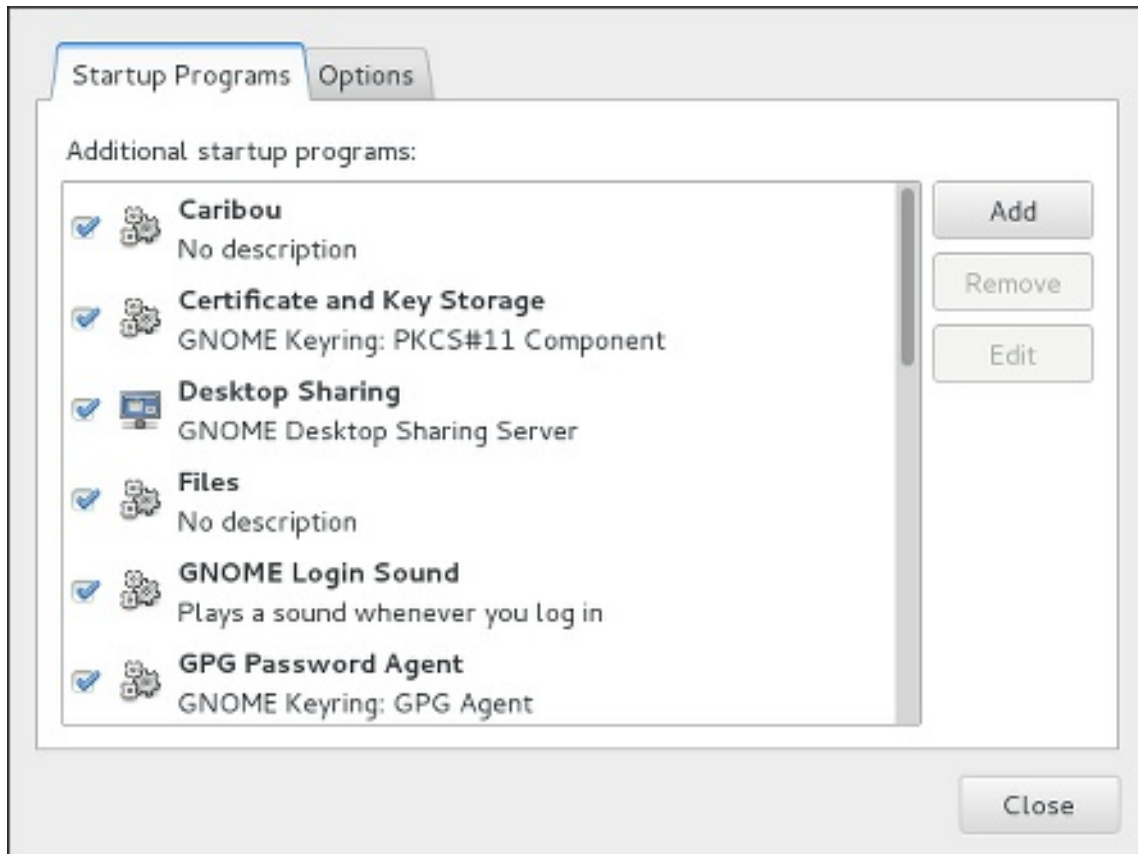 Startup Programs
Options
Additional startup programs:
Caribou
No description
Certificate and Key Storage
GNOME Keyring: PKCS#11 Component
Desktop Sharing
GNOME Desktop Sharing Server
Files
No description
GNOME Login Sound
Plays a sound whenever you log in
GPG Password Agent
GNOME Keyring: GPG Agent
Add
Remove
Edit
Close